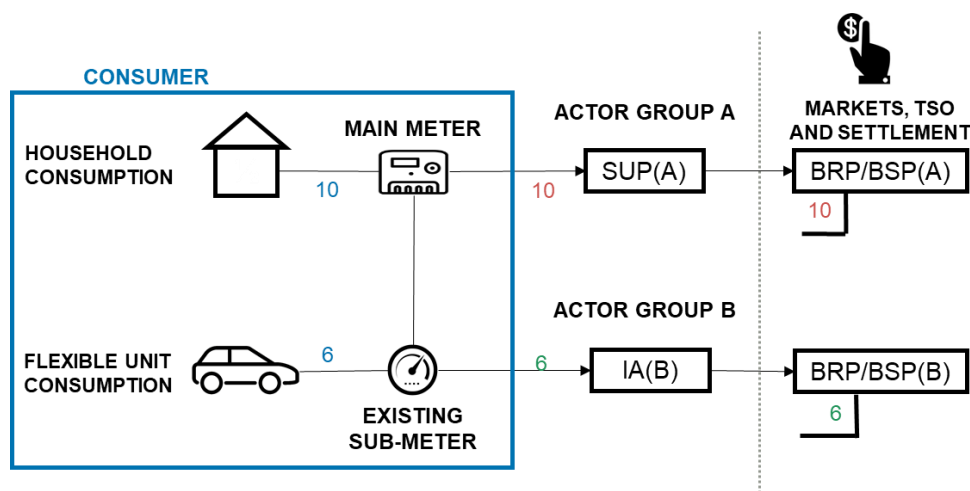 CONSUMER
HOUSEHOLD
CONSUMPTION
10
MAIN METER
10
ACTOR GROUP A
SUP(A)
$
MARKETS, TSO
AND SETTLEMENT
BRP/BSP(A)
10
FLEXIBLE UNIT
CONSUMPTION
6
EXISTING
SUB-METER
6
ACTOR GROUP B
IA(B)
BRP/BSP(B)
6